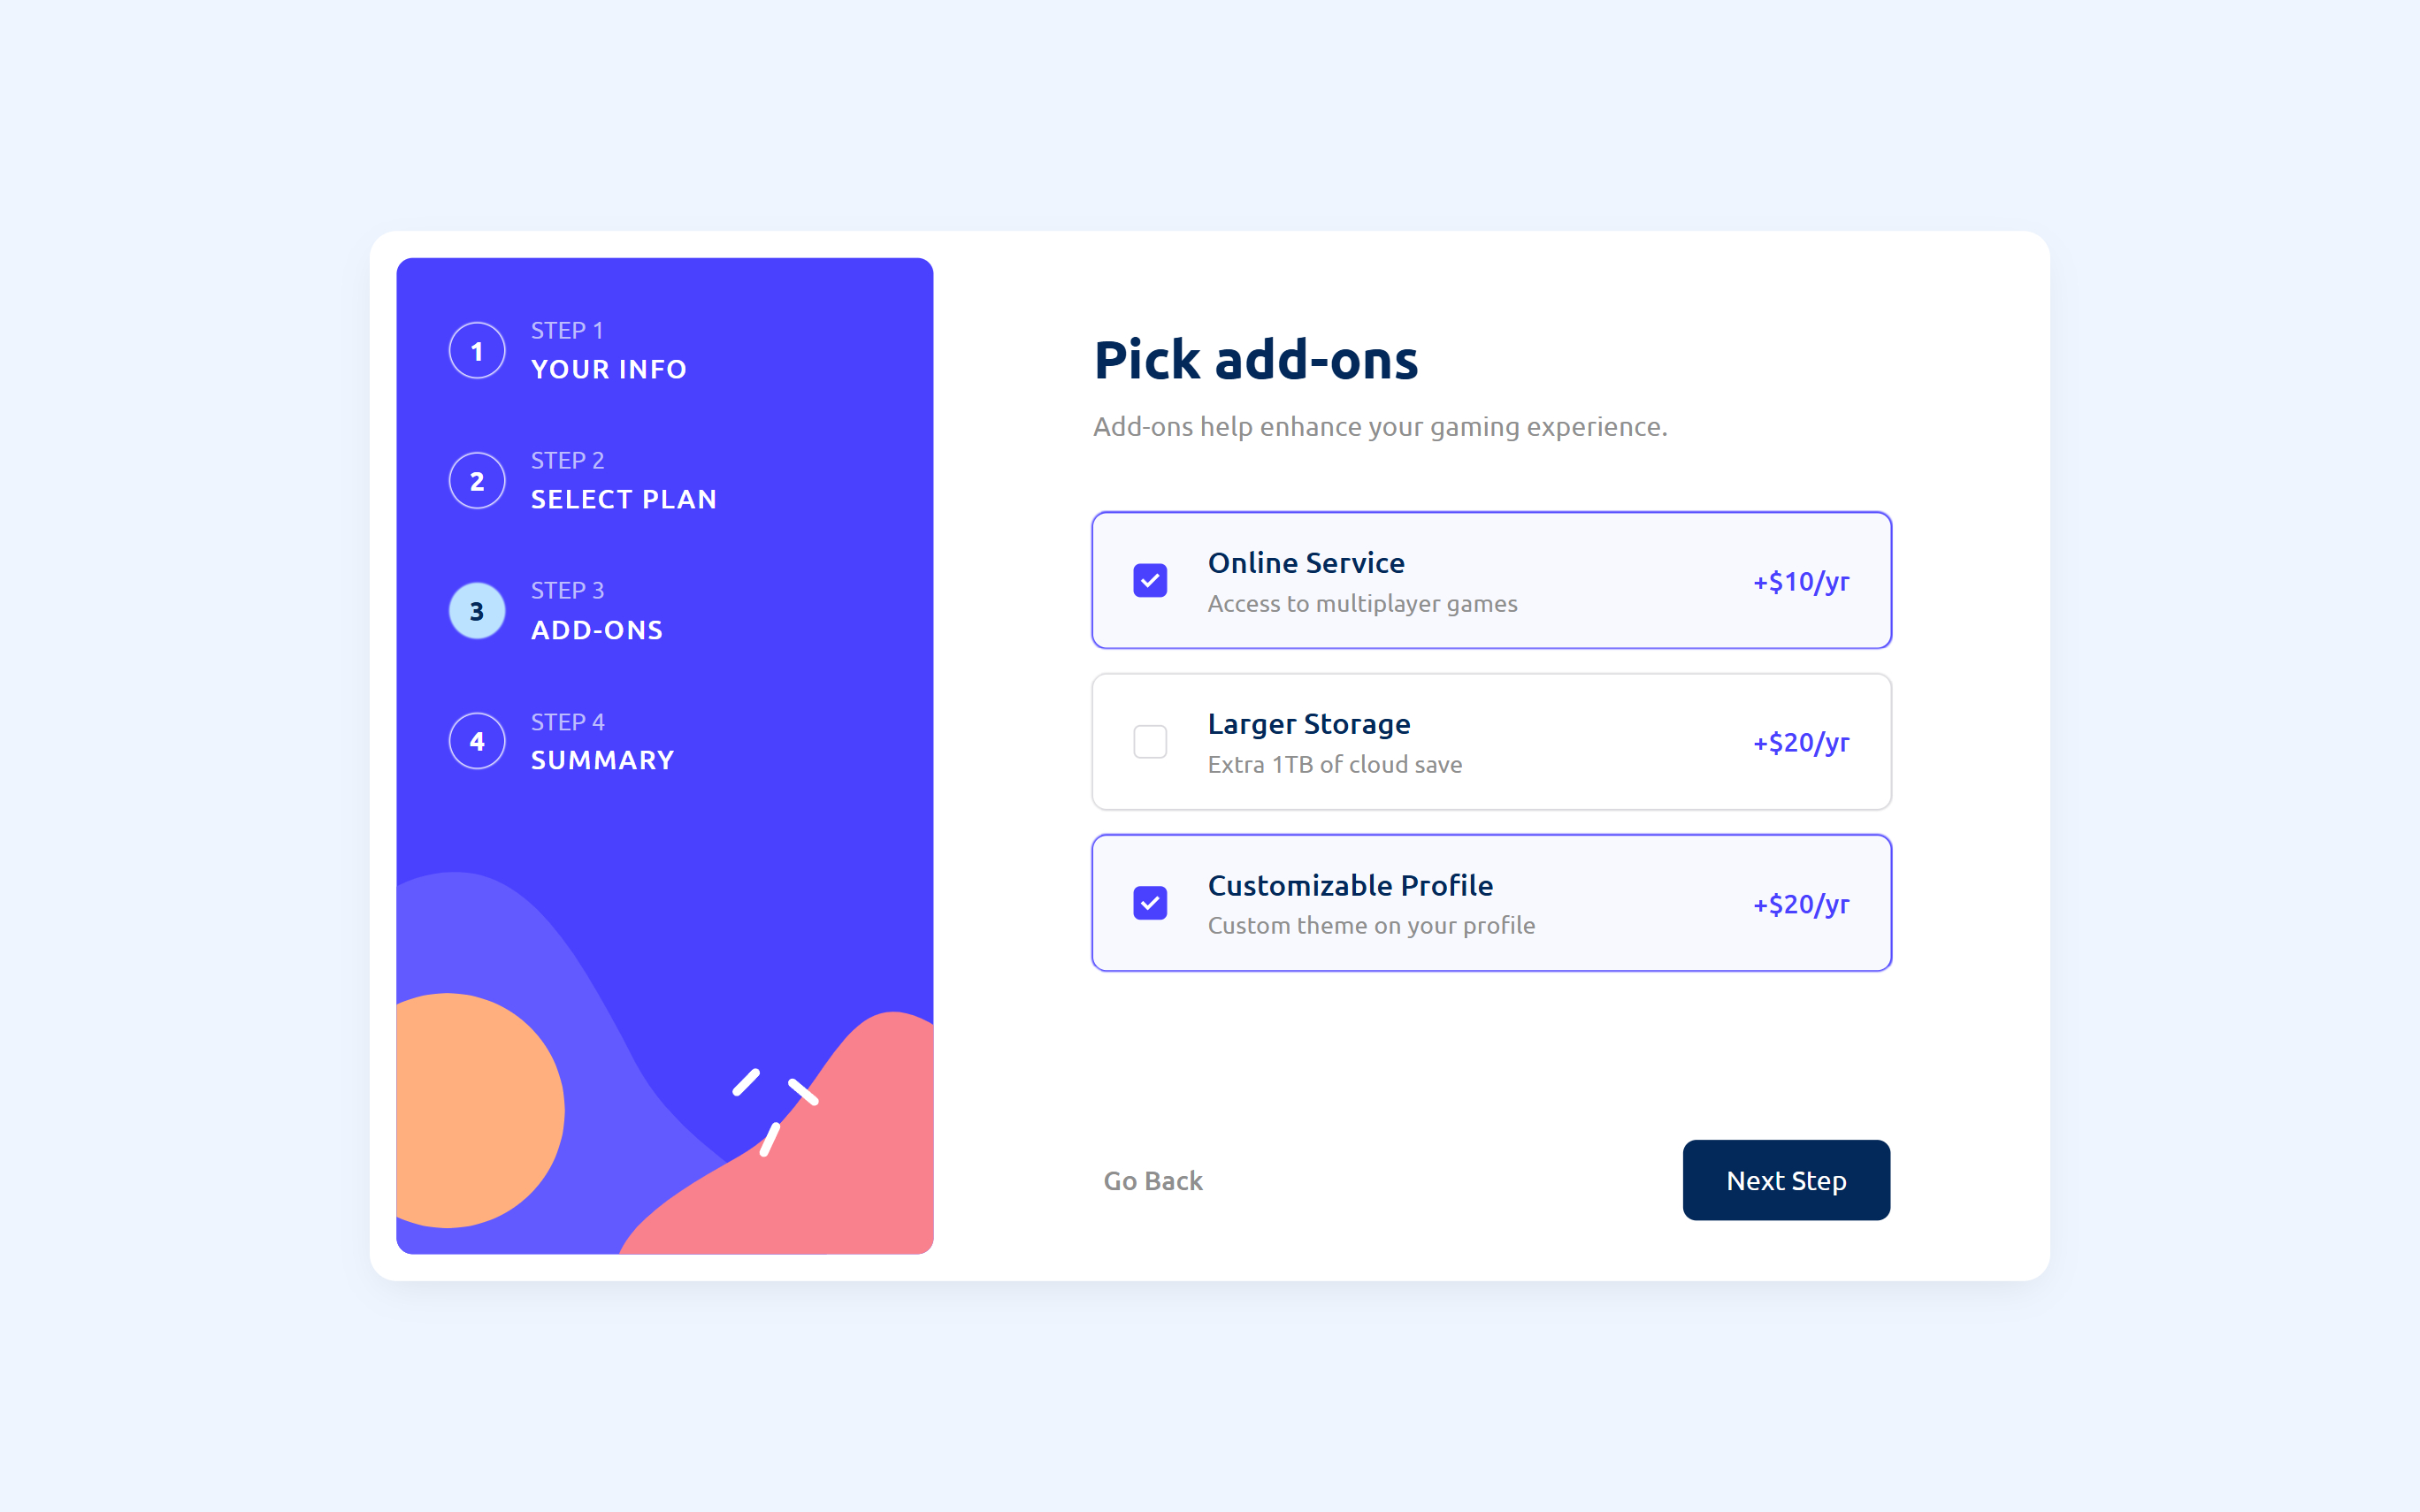 1
STEP 1
YOUR INFO
2
STEP 2
SELECT PLAN
3
STEP 3
ADD-ONS
4
STEP 4
SUMMARY
Pick add-ons
Add-ons help enhance your gaming experience.
Online Service
Access to multiplayer games
+$10/yr
Larger Storage
Extra 1TB of cloud save
+$20/yr
Customizable Profile
Custom theme on your profile
+$20/yr
Go Back
Next Step